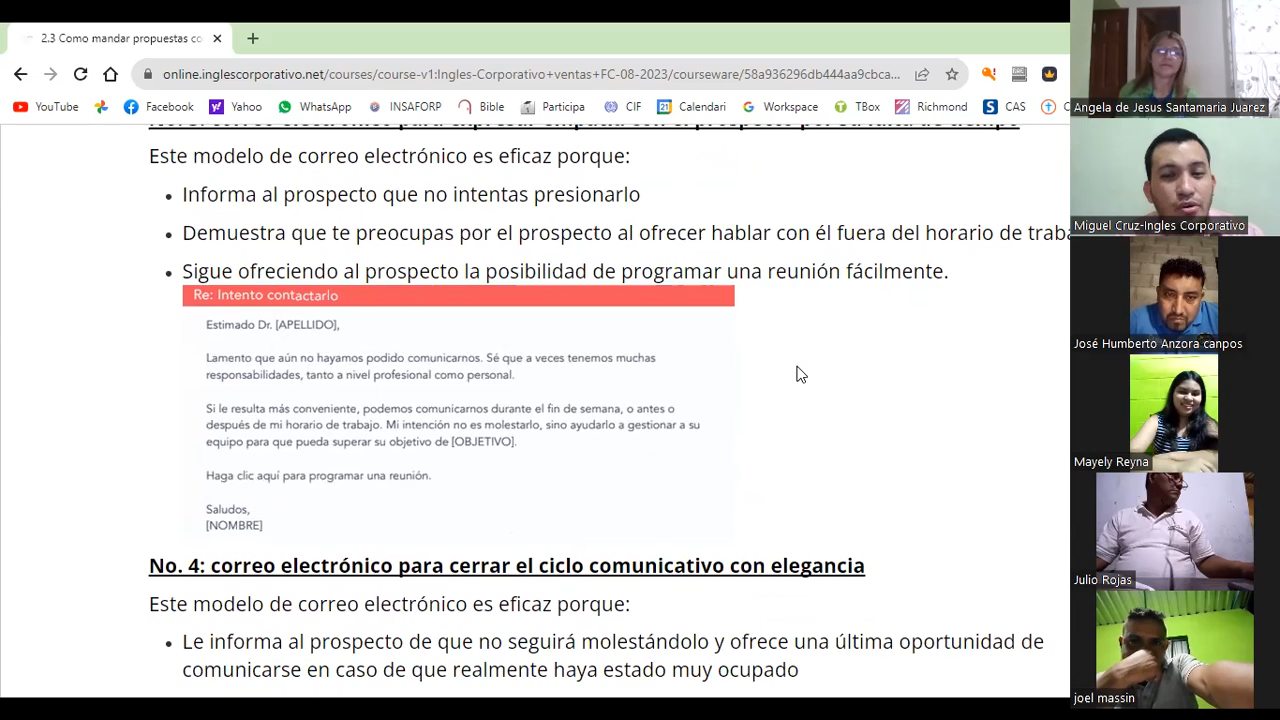 2.3 Como mandar propuestas co
online.inglescorporativo.net/courses/course-v1:Ingles-Corporativo+ventas+FC-08-2023/courseware/58a936296db444aa9cbca...
YouTube
Facebook
Yahoo
WhatsApp
INSAFORP
Bible
Participa
CIF
Calendari
Workspace
TBox
Richmond
CAS
Este modelo de correo electrónico es eficaz porque:
Informa al prospecto que no intentas presionarlo
Demuestra que te preocupas por el prospecto al ofrecer hablar con él fuera del horario de traba
Sigue ofreciendo al prospecto la posibilidad de programar una reunión fácilmente.
Re: Intento contactarlo
Estimado Dr. [APELLIDO],
Lamento que aún no hayamos podido comunicarnos. Sé que a veces tenemos muchas
responsabilidades, tanto a nivel profesional como personal.
Si le resulta más conveniente, podemos comunicarnos durante el fin de semana, o antes o
después de mi horario de trabajo. Mi intención no es molestarlo, sino ayudarlo a gestionar a su
equipo para que pueda superar su objetivo de [OBJETIVO].
Haga clic aquí para programar una reunión.
Saludos,
[NOMBRE]
No. 4: correo electrónico para cerrar el ciclo comunicativo con elegancia
Este modelo de correo electrónico es eficaz porque:
Le informa al prospecto de que no seguirá molestándolo y ofrece una última oportunidad de
comunicarse en caso de que realmente haya estado muy ocupado
Angela de Jesus Santamaria Juarez
Miguel Cruz-Ingles Corporativo
José Humberto Anzora canpos
Mayely Reyna
Julio Rojas
joel massin